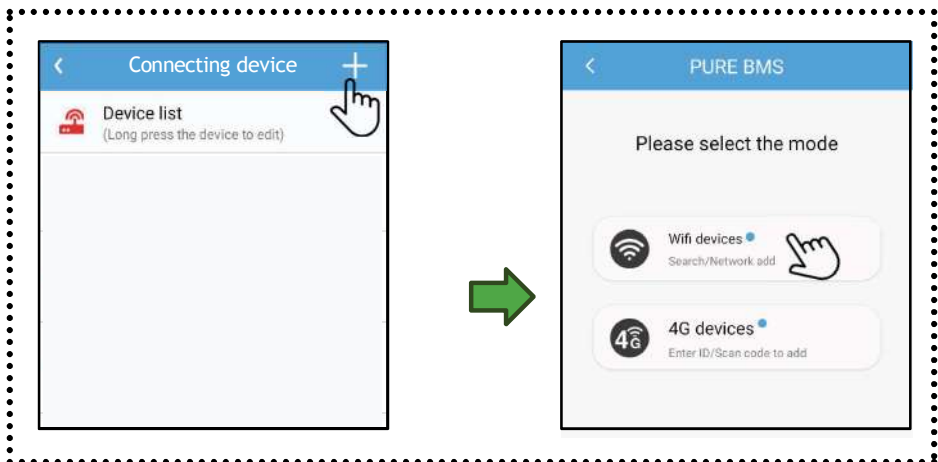 Connecting device
Device list
(Long press the device to edit)
PURE BMS
Please select the mode
Wifi devices
Search/Network add
4G
4G devices
Enter ID/Scan code to add